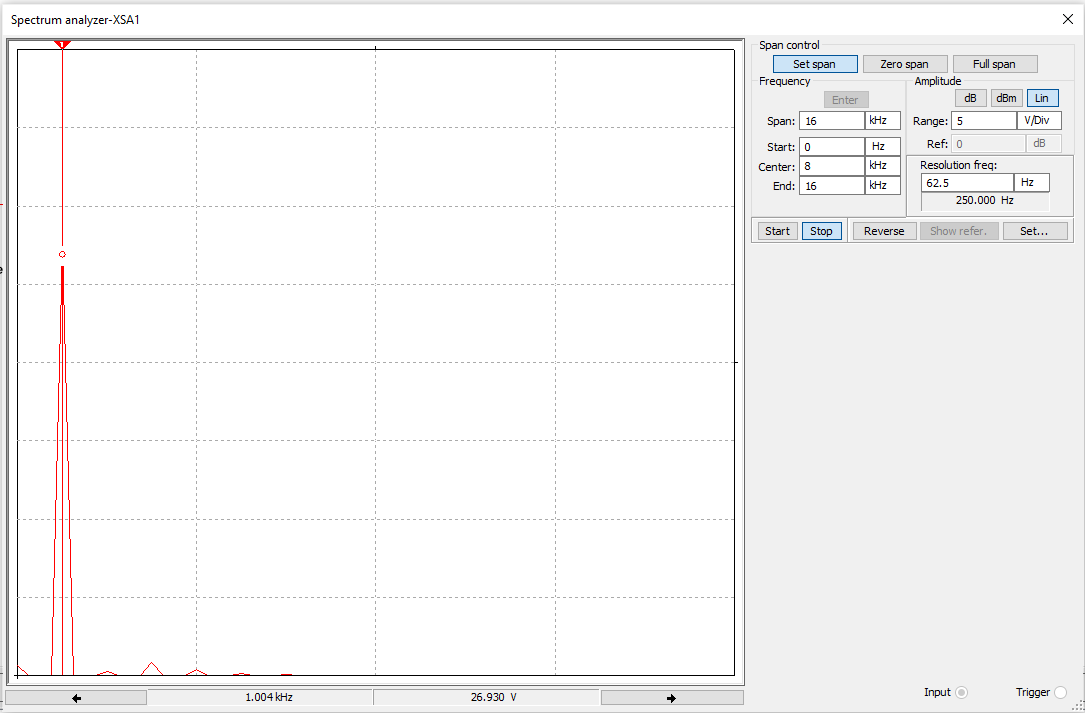 Spectrum analyzer-XSA1
1
Span control
Set span Zero span Full span
Frequency
Enter
Span: 16 kHz
Start: 0 Hz
Center: 8 kHz
End: 16 kHz
Amplitude
dB dBm Lin
Range: 5 V/Div
Ref: 0 dB
Resolution freq:
62.5 Hz
250.000 Hz
Start Stop Reverse Show refer. Set...
1.004 kHz 26.930 V
Input Trigger